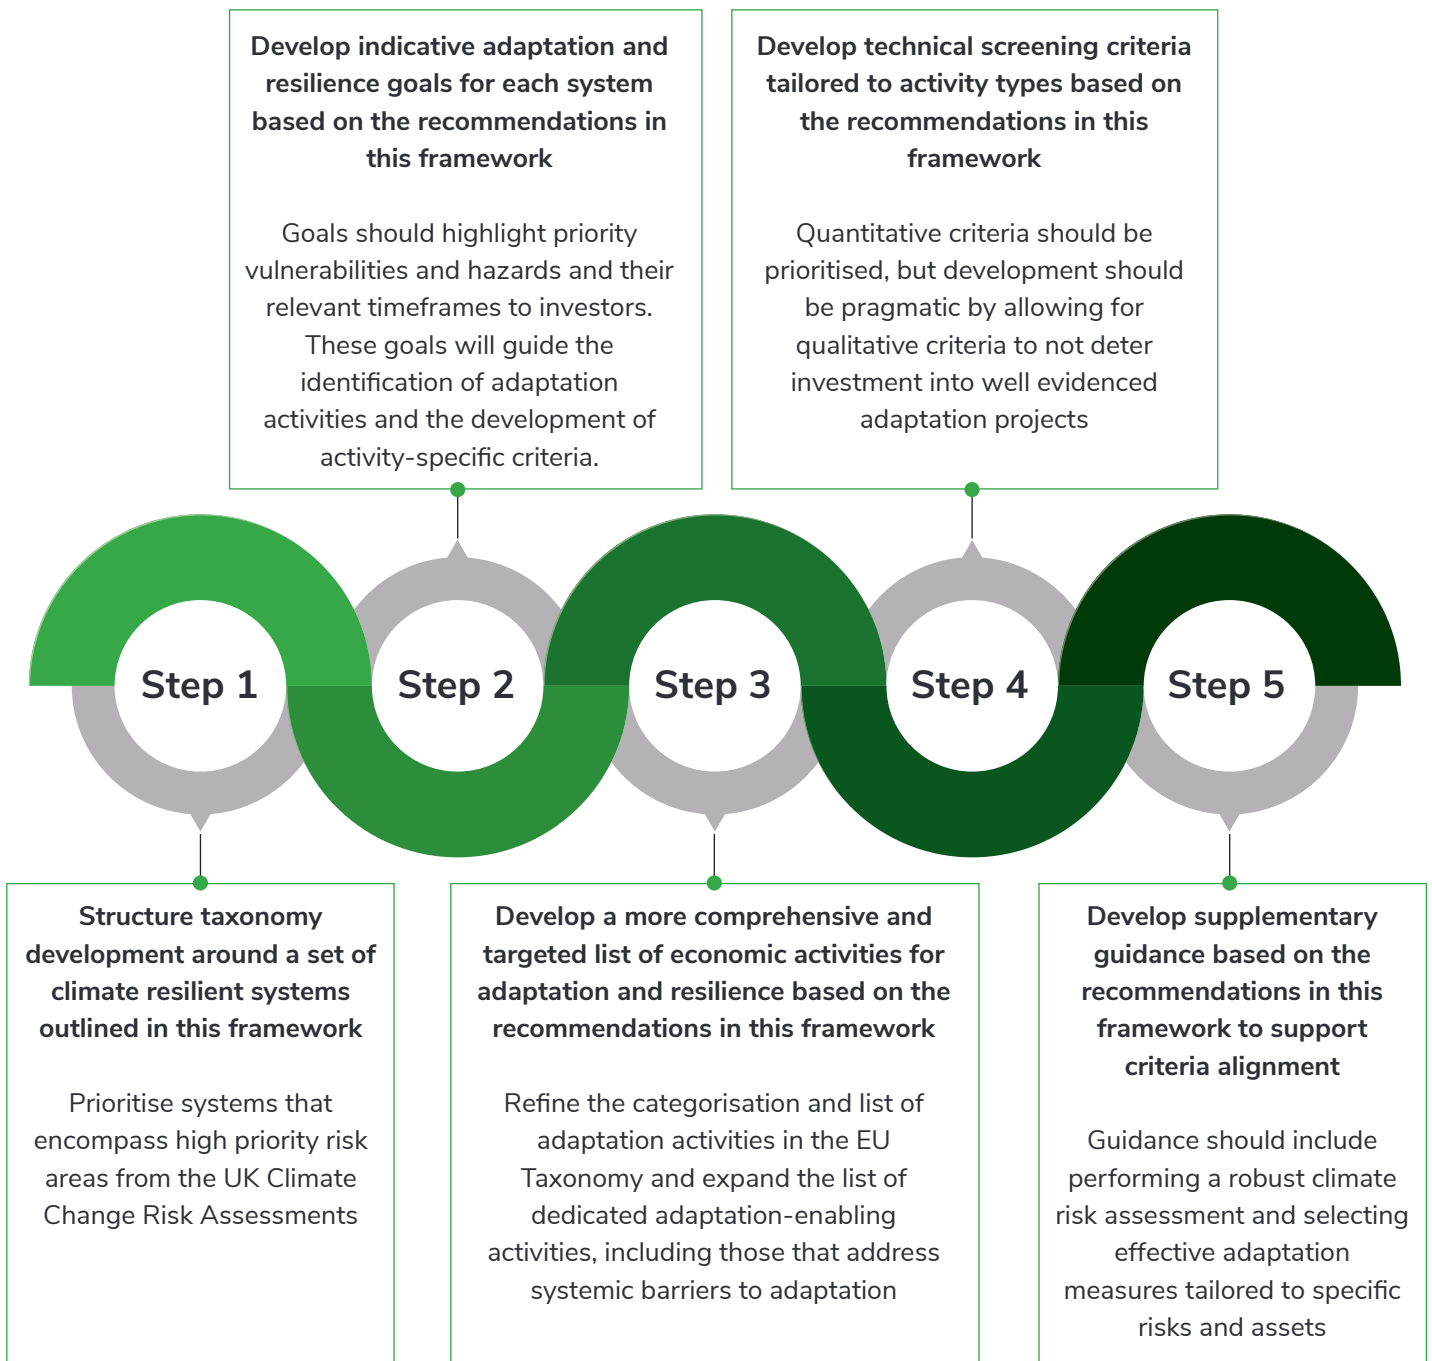 Develop indicative adaptation and
resilience goals for each system
based on the recommendations in
this framework
Goals should highlight priority
vulnerabilities and hazards and their
relevant timeframes to investors.
These goals will guide the
identification of adaptation
activities and the development of
activity-specific criteria.
Develop technical screening criteria
tailored to activity types based on
the recommendations in this
framework
Quantitative criteria should be
prioritised, but development should
be pragmatic by allowing for
qualitative criteria to not deter
investment into well evidenced
adaptation projects
Step 1
Step 2
Step 3
Step 4
Step 5
Structure taxonomy
development around a set of
climate resilient systems
outlined in this framework
Prioritise systems that
encompass high priority risk
areas from the UK Climate
Change Risk Assessments
Develop a more comprehensive and
targeted list of economic activities for
adaptation and resilience based on the
recommendations in this framework
Refine the categorisation and list of
adaptation activities in the EU
Taxonomy and expand the list of
dedicated adaptation-enabling
activities, including those that address
systemic barriers to adaptation
Develop supplementary
guidance based on the
recommendations in this
framework to support
criteria alignment
Guidance should include
performing a robust climate
risk assessment and selecting
effective adaptation
measures tailored to specific
risks and assets